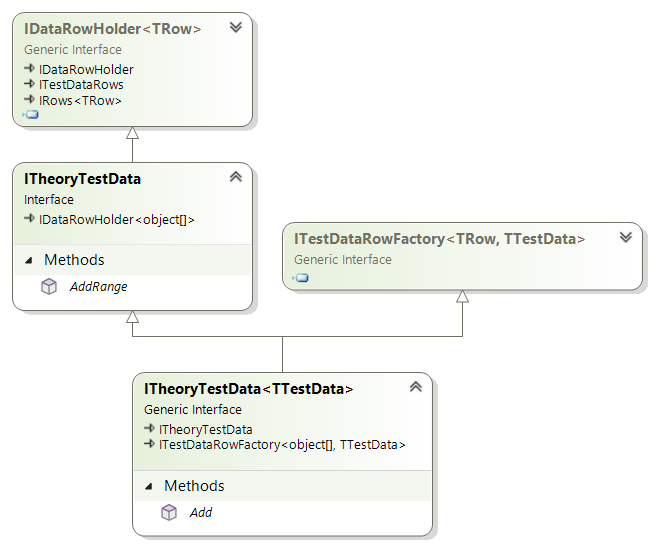 IDataRowHolder<TRow>
Generic Interface
IDataRowHolder
ITestDataRows
IRows<TRow>
ITheoryTestData
Interface
IDataRowHolder<object[]>
Methods
AddRange
ITestDataRowFactory<TRow, TTestData>
Generic Interface
ITheoryTestData<TTestData>
Generic Interface
ITheoryTestData
ITestDataRowFactory<object[], TTestData>
Methods
Add